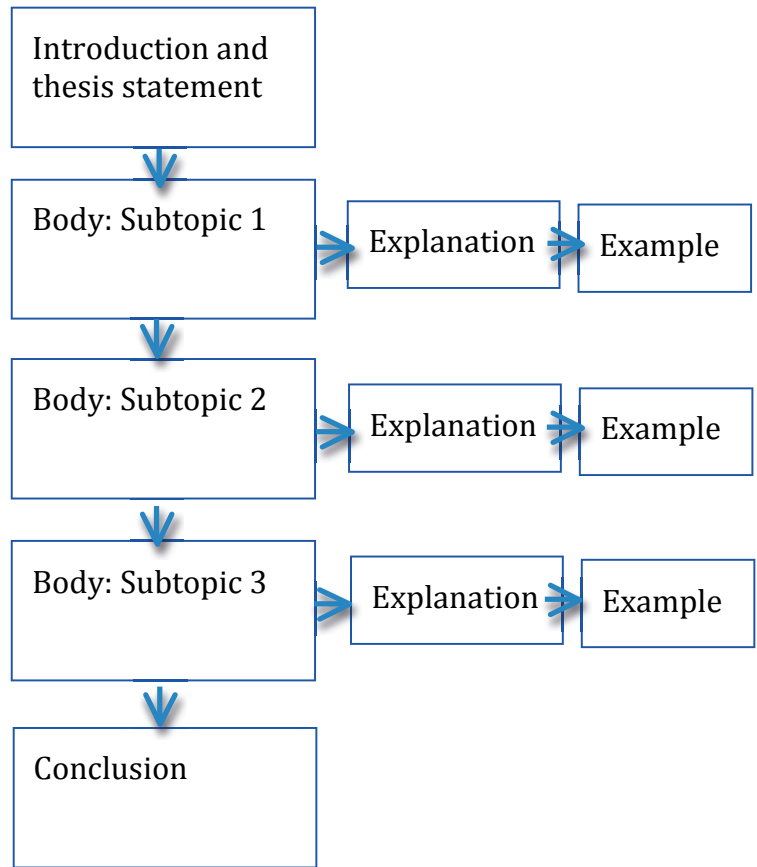 Introduction and
thesis statement
Body: Subtopic 1
Explanation
Example
Body: Subtopic 2
Explanation
Example
Body: Subtopic 3
Explanation
Example
Conclusion